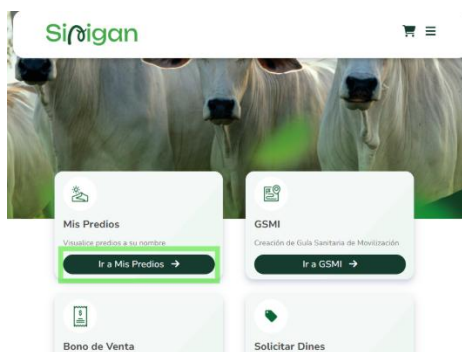 Sinigan
Mis Predios
Visualice predios a su nombre
Ir a Mis Predios →
GSMI
Creación de Guía Sanitaria de Movilización
Ir a GSMI →
Bono de Venta
Solicitar Dines